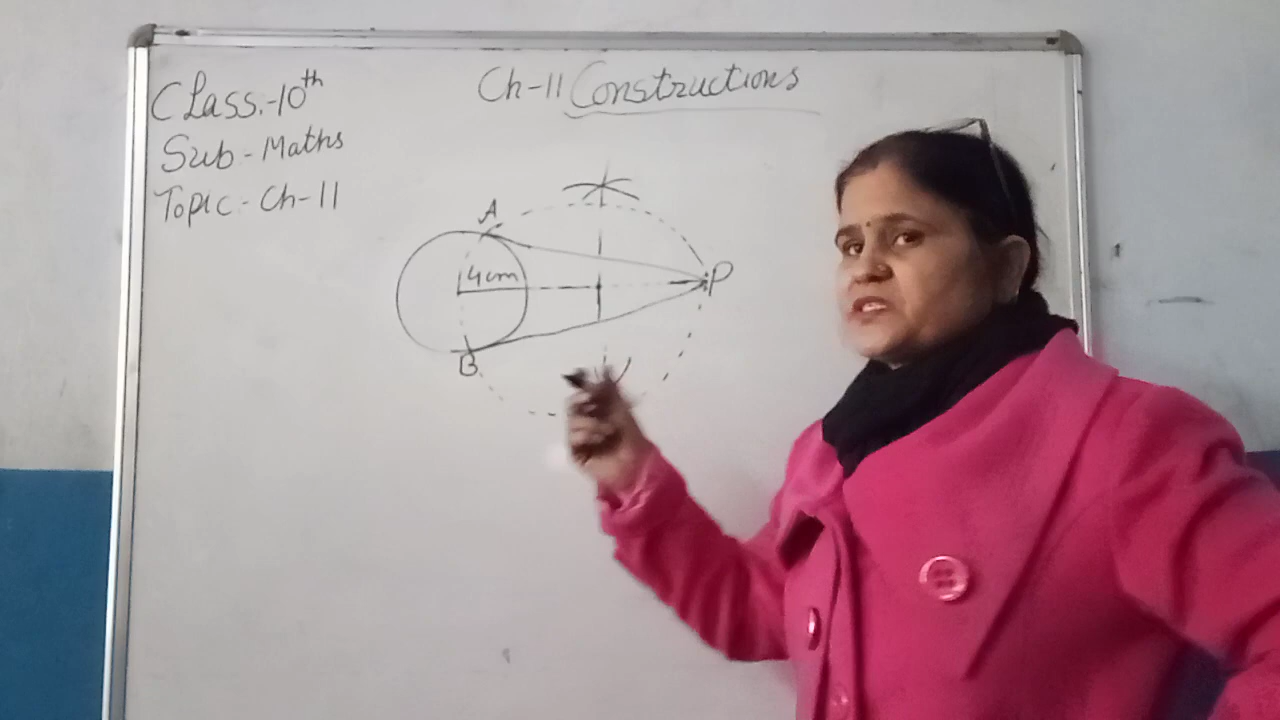 Class:-10th
Sub - Maths
Topic:- Ch-11
Ch-11 Constructions
A
4cm
P
B